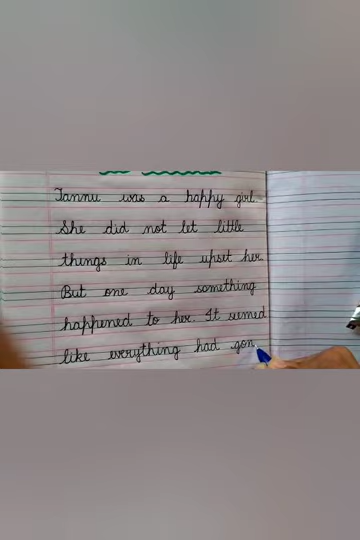 Tannu was a happy girl.
She did not let little
things in life upset her.
But one day something
happened to her. It seemed
like everything had gon